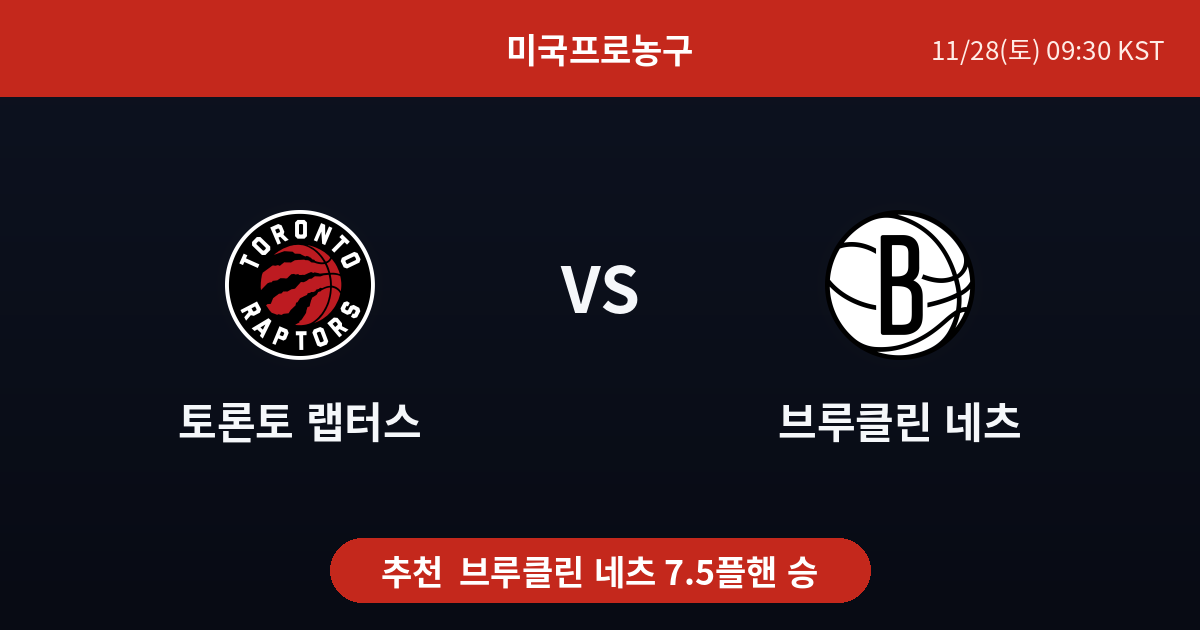 미국프로농구
11/28(토) 09:30 KST
TORONTO
RAPTORS
VS
B
토론토 랩터스
브루클린 네츠
추천 브루클린 네츠 7.5플핸 승